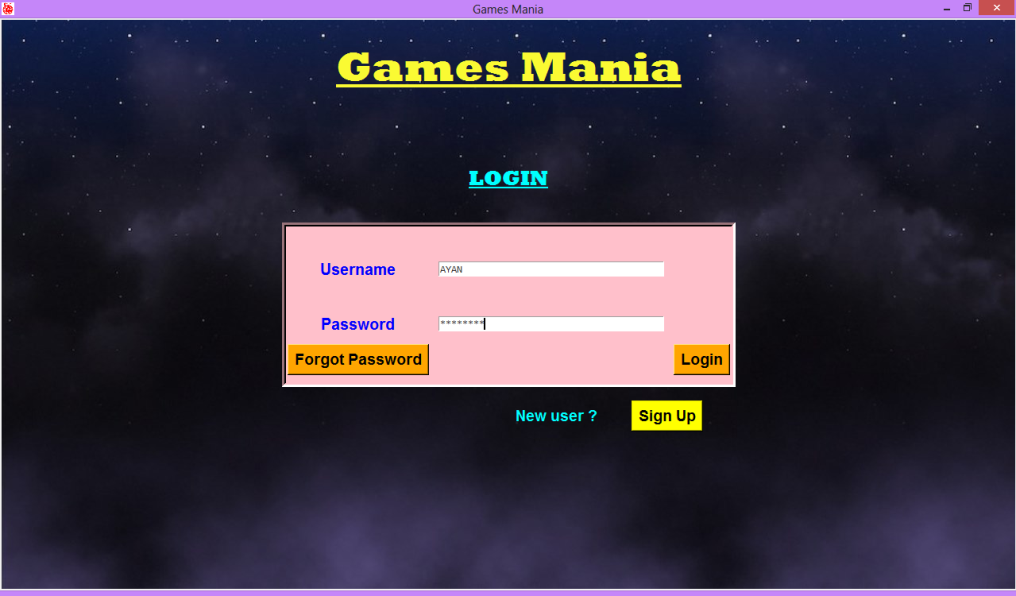 Games Mania
Games Mania
LOGIN
Username AYAN
Password ********
Forgot Password Login
New user ? Sign Up